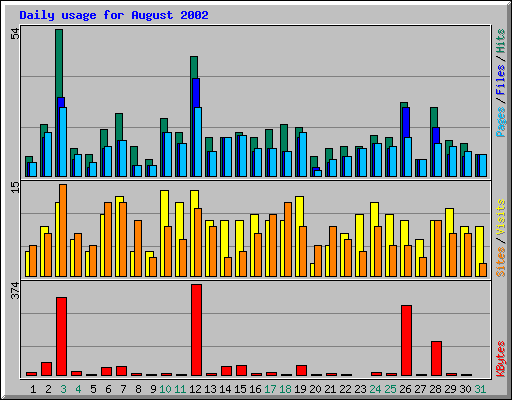 Daily usage for August 2002
54
Pages / Files / Hits
15
Sites / Visits
374
KBytes
1 2 3 4 5 6 7 8 9 10 11 12 13 14 15 16 17 18 19 20 21 22 23 24 25 26 27 28 29 30 31